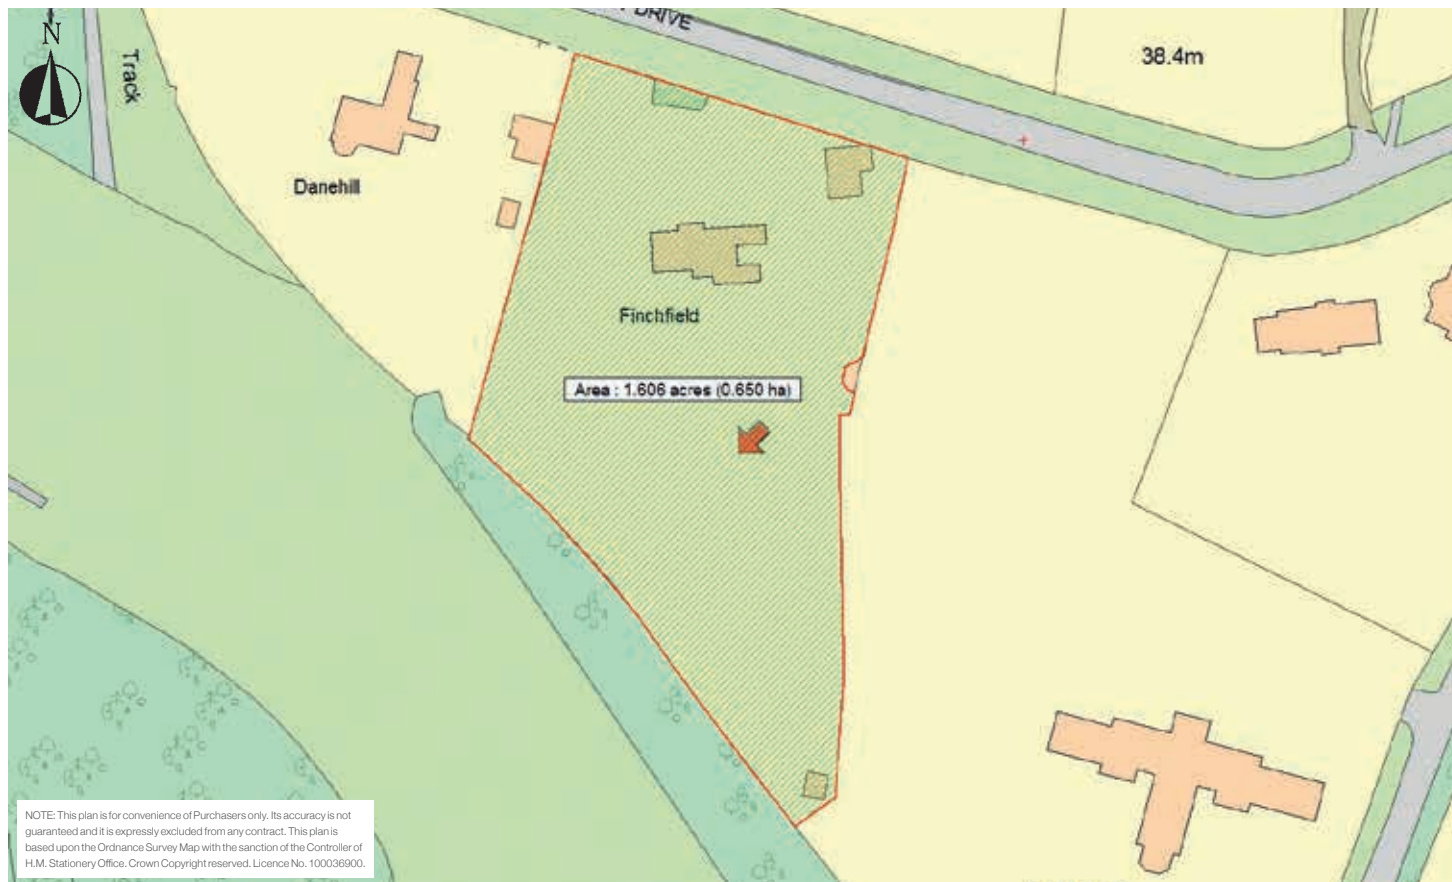 DRIVE
N
Track
38.4m
Danehill
Finchfield
Area : 1.606 acres (0.650 ha)
NOTE: This plan is for convenience of Purchasers only. Its accuracy is not
guaranteed and it is expressly excluded from any contract. This plan is
based upon the Ordnance Survey Map with the sanction of the Controller of
H.M. Stationery Office. Crown Copyright reserved. Licence No. 100036900.